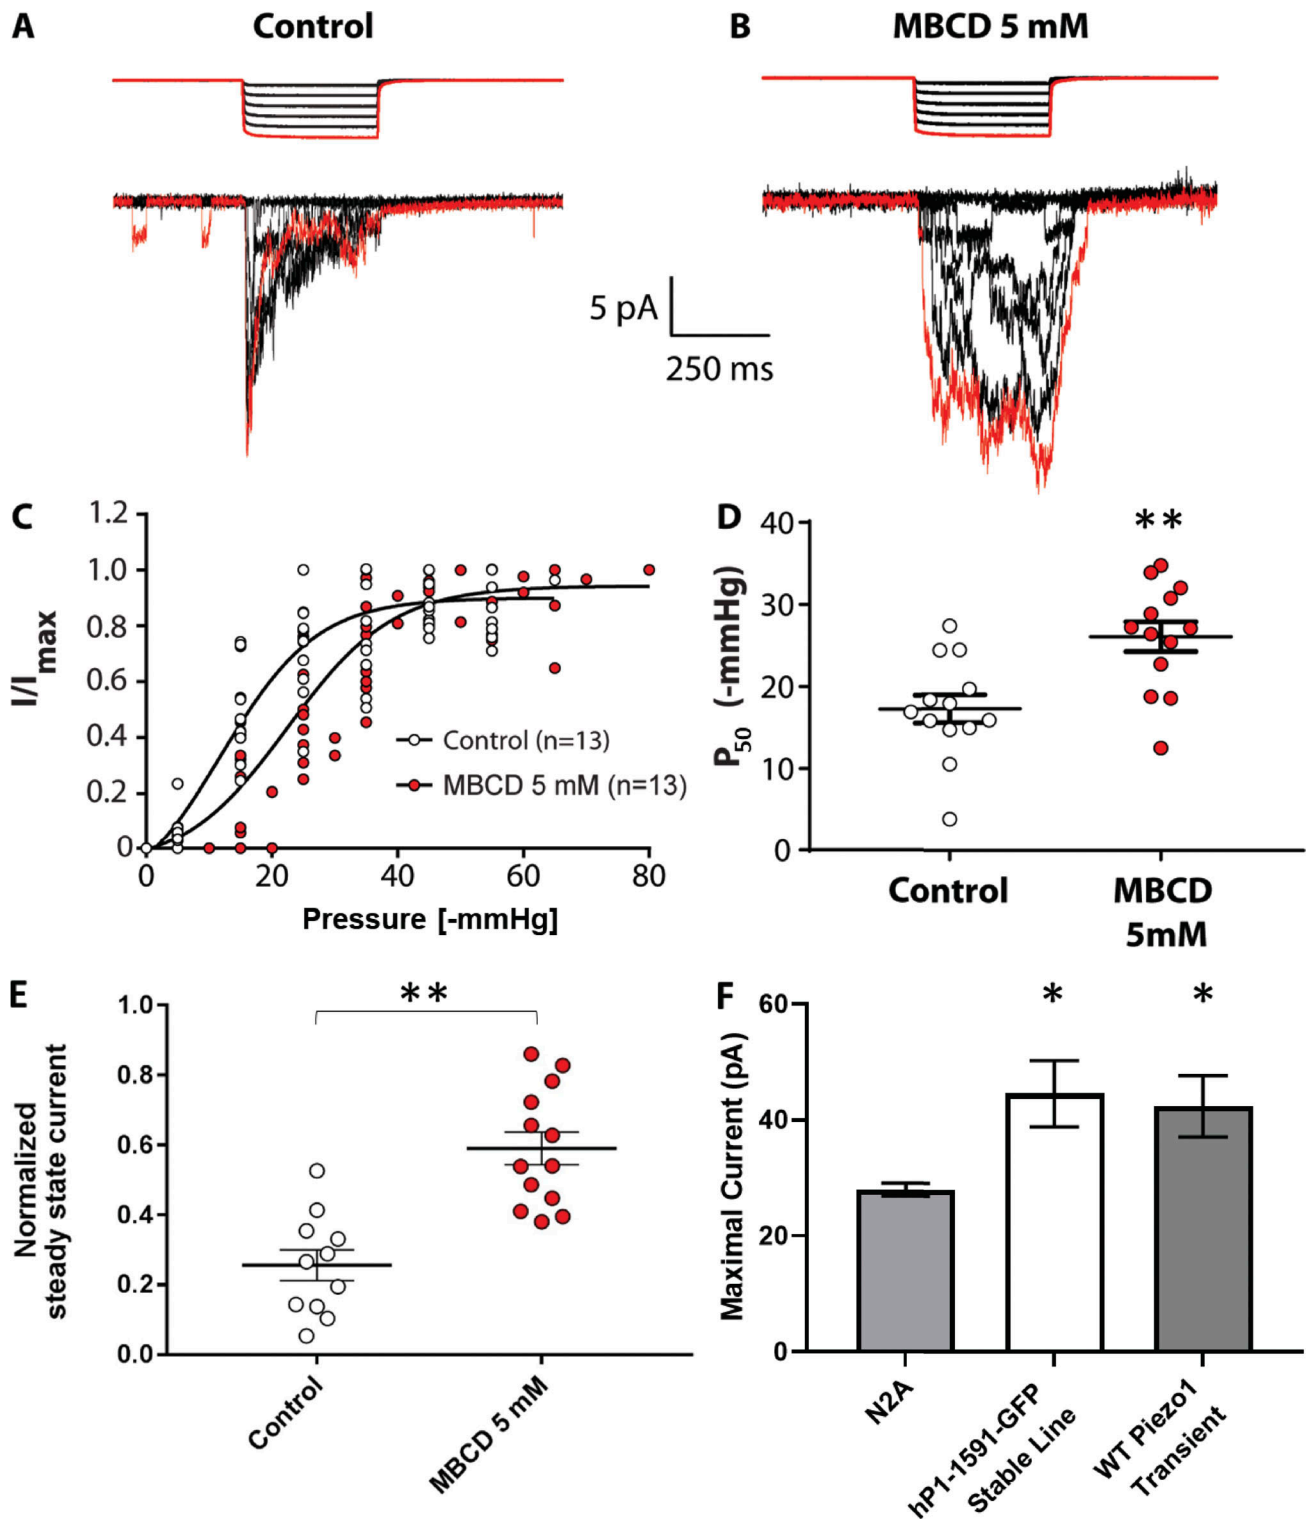 A
Control
B
MBCD 5 mM
5 pA
250 ms
C
1.2
1.0
0.8
0.6
0.4
0.2
0
I/Imax
Control (n=13)
MBCD 5 mM (n=13)
0
20
40
60
80
Pressure [-mmHg]
D
**
40
30
20
10
0
P50 (-mmHg)
Control
MBCD
5mM
E
**
1.0
0.8
0.6
0.4
0.2
0.0
Normalized
steady state current
Control
MBCD 5 mM
F
*
*
60
40
20
0
Maximal Current (pA)
N2A
hP1-1591-GFP
Stable Line
WT Piezo1
Transient